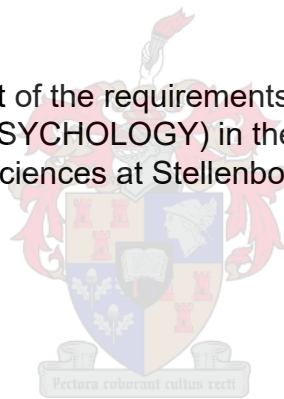 t of the requirements
SYCHOLOGY) in the
ciences at Stellenbo
Pectora roborant cultus recti